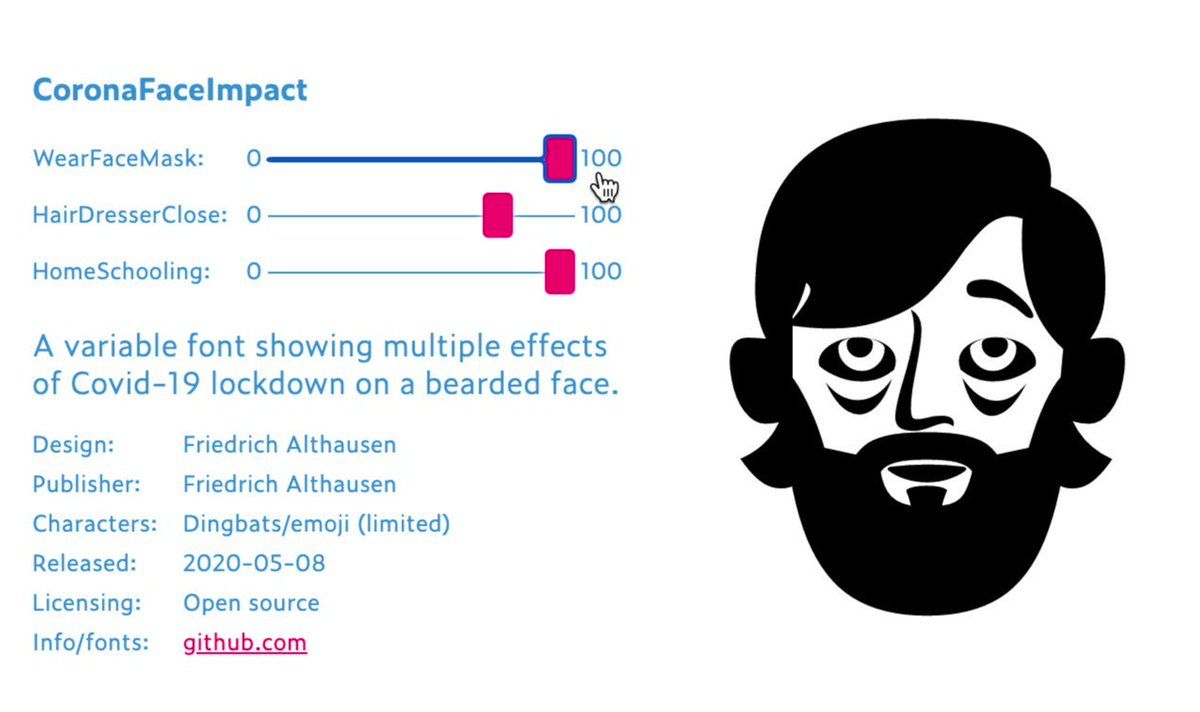 CoronaFaceImpact
WearFaceMask: 0 100
HairDresserClose: 0 100
HomeSchooling: 0 100
A variable font showing multiple effects
of Covid-19 lockdown on a bearded face.
Design: Friedrich Althausen
Publisher: Friedrich Althausen
Characters: Dingbats/emoji (limited)
Released: 2020-05-08
Licensing: Open source
Info/fonts: github.com